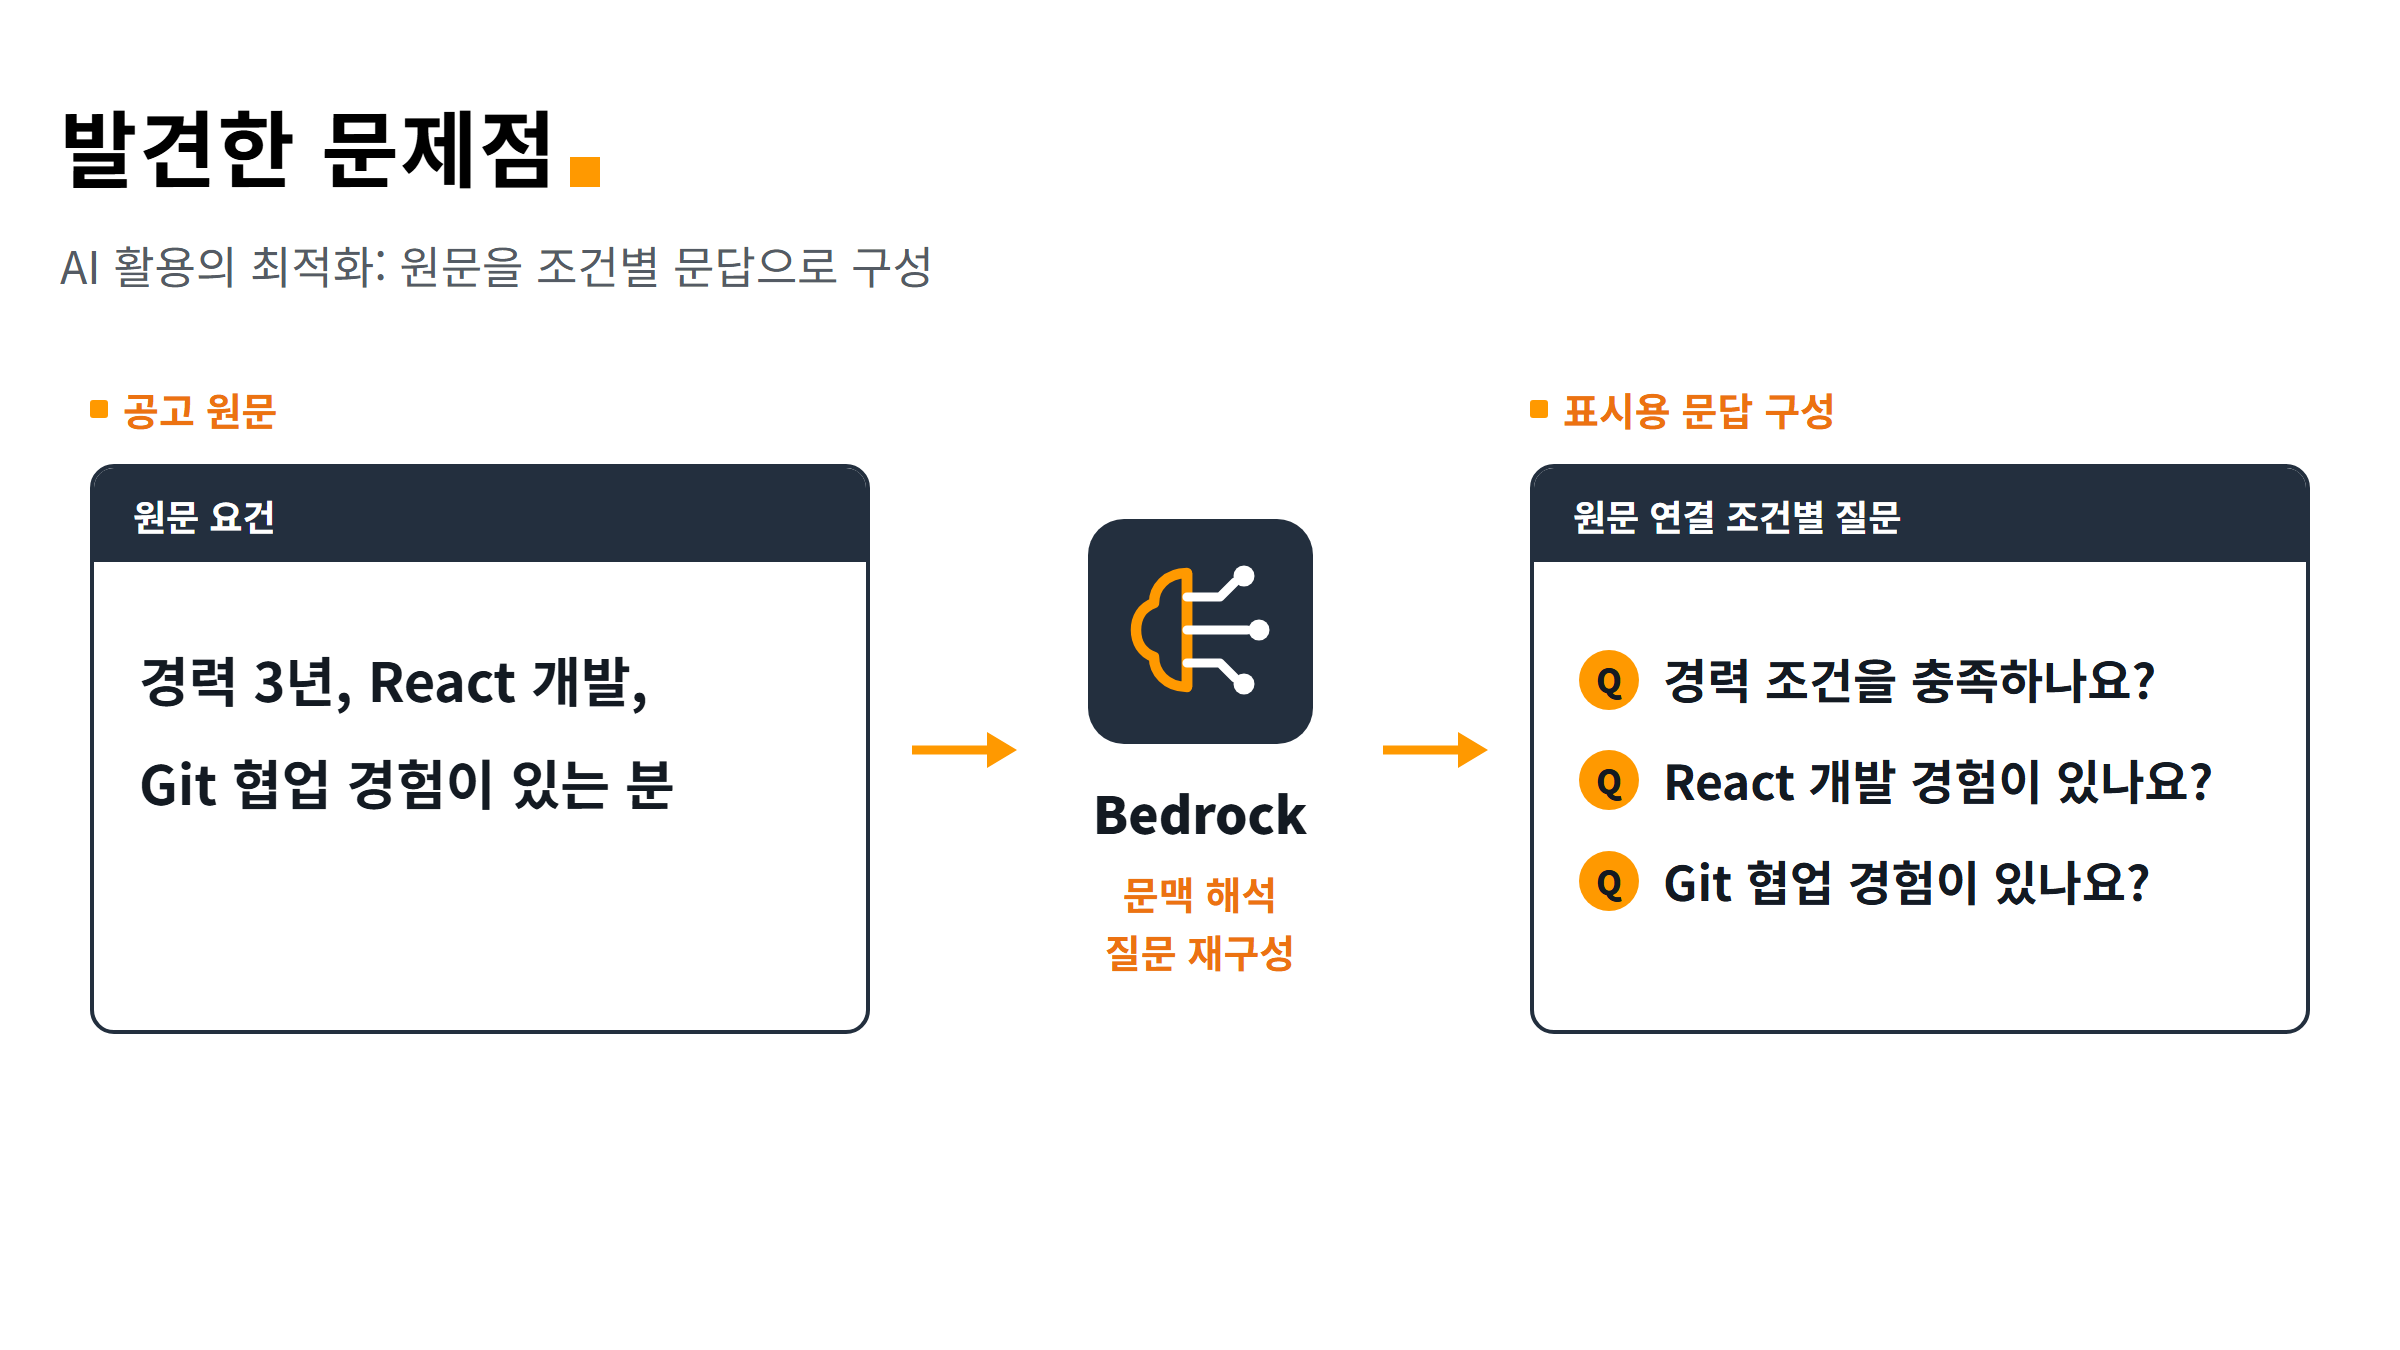 발견한 문제점
AI 활용의 최적화: 원문을 조건별 문답으로 구성
공고 원문
원문 요건
경력 3년, React 개발,
Git 협업 경험이 있는 분
Bedrock
문맥 해석
질문 재구성
표시용 문답 구성
원문 연결 조건별 질문
Q 경력 조건을 충족하나요?
Q React 개발 경험이 있나요?
Q Git 협업 경험이 있나요?